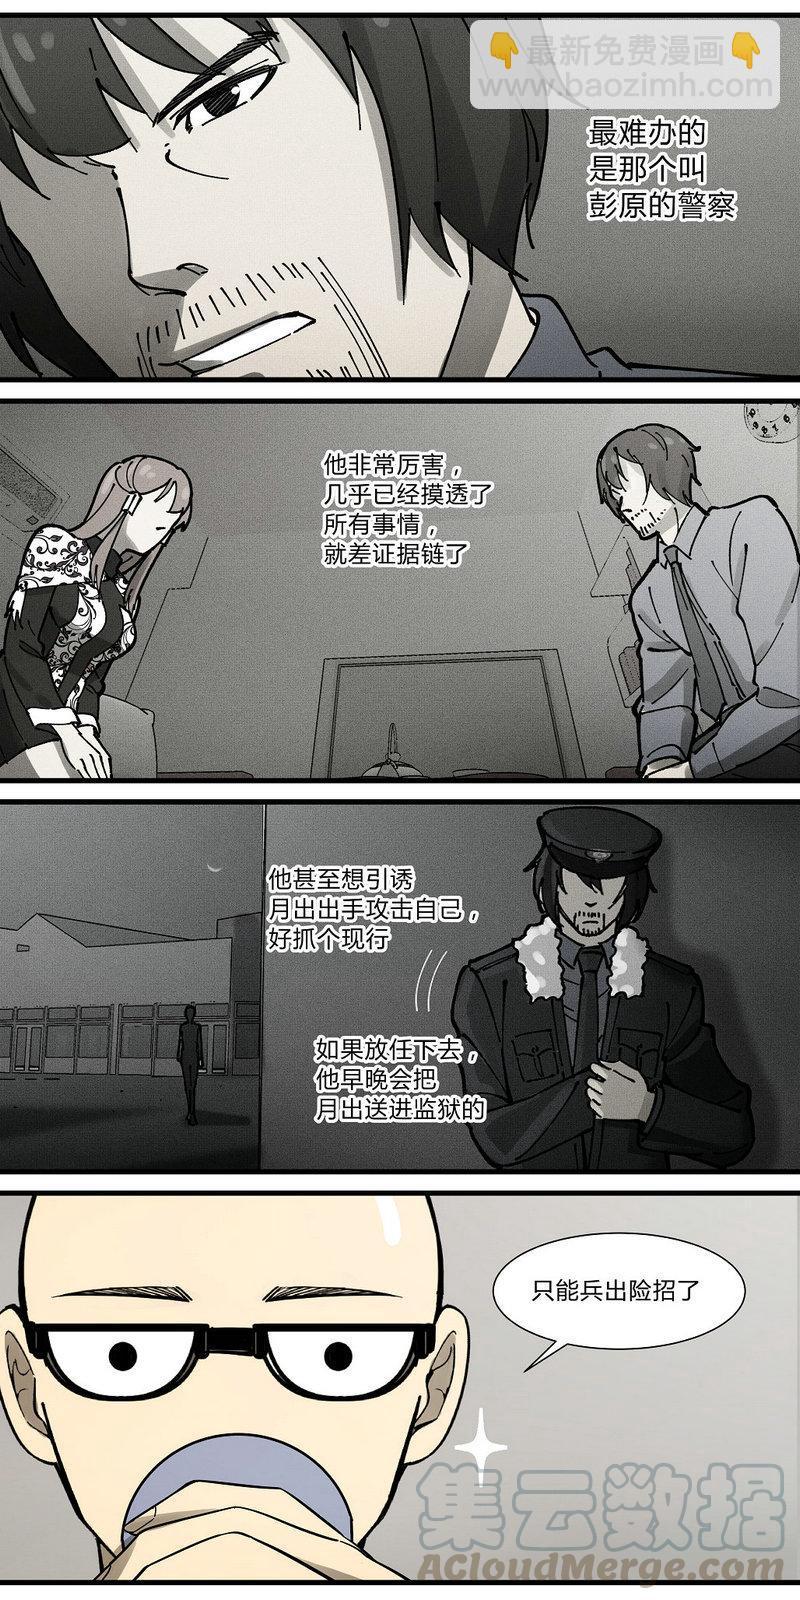 👇最新免费漫画👇
www.baozimh.com
最难办的
是那个叫
彭原的警察
他非常厉害，
几乎已经摸透了
所有事情，
就差证据链了
他甚至想引诱
月出出手攻击自己，
好抓个现行
如果放任下去，
他早晚会把
月出送进监狱的
只能兵出险招了
集云数据
ACloudMerge.com